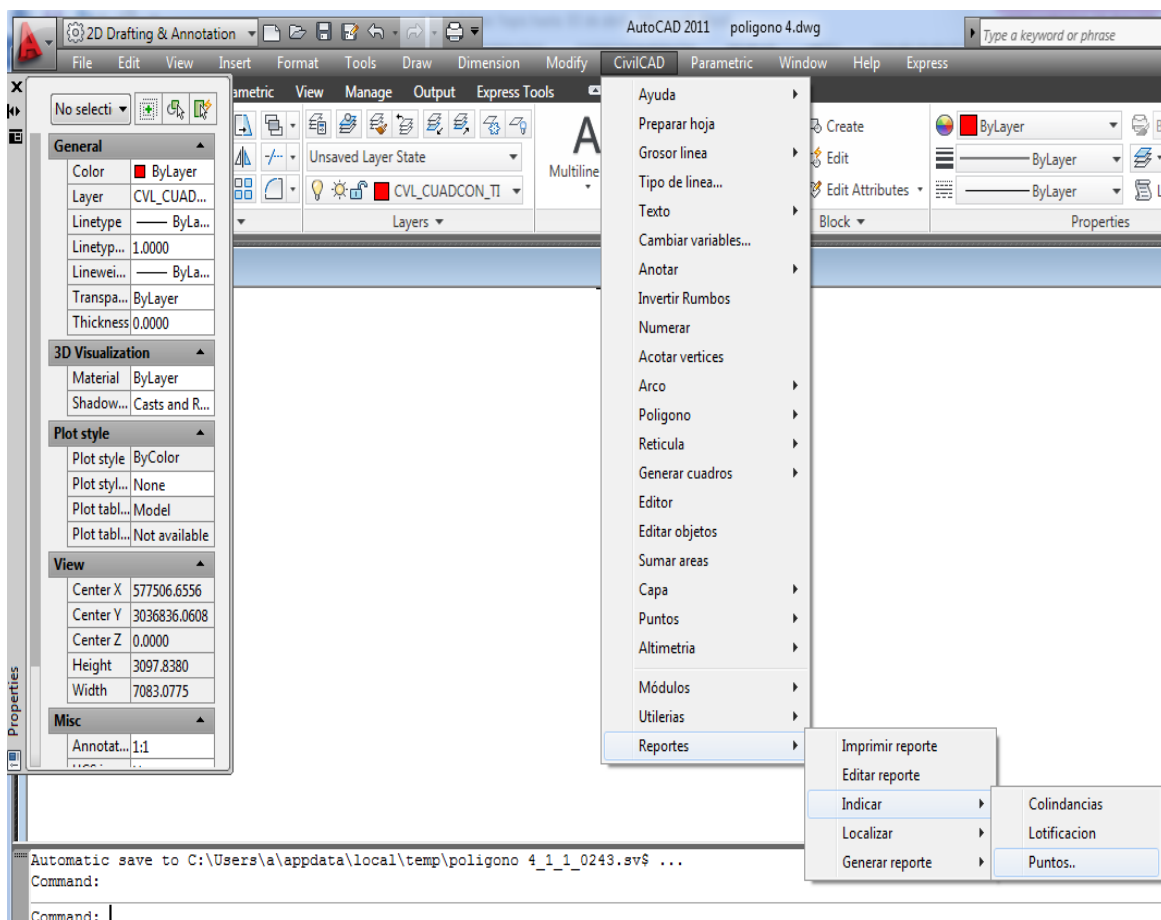 2D Drafting & Annotation
AutoCAD 2011 poligono 4.dwg
Type a keyword or phrase
File Edit View Insert Format Tools Draw Dimension Modify CivilCAD Parametric Window Help Express
ametric View Manage Output Express Tools
No selecti
General
Color ByLayer
Layer CVL_CUAD...
Linetype ByLa...
Linetyp... 1.0000
Linewei... ByLa...
Transpa... ByLayer
Thickness 0.0000
3D Visualization
Material ByLayer
Shadow... Casts and R...
Plot style
Plot style ByColor
Plot styl... None
Plot tabl... Model
Plot tabl... Not available
View
Center X 577506.6556
Center Y 3036836.0608
Center Z 0.0000
Height 3097.8380
Width 7083.0775
Misc
Annotat... 1:1
Properties
Unsaved Layer State
CVL_CUADCON_TI
Layers
A
Multiline
Create
Edit
Edit Attributes
Block
ByLayer
ByLayer
ByLayer
Properties
Ayuda
Preparar hoja
Grosor linea
Tipo de linea...
Texto
Cambiar variables...
Anotar
Invertir Rumbos
Numerar
Acotar vertices
Arco
Poligono
Reticula
Generar cuadros
Editor
Editar objetos
Sumar areas
Capa
Puntos
Altimetria
Módulos
Utilerias
Reportes
Imprimir reporte
Editar reporte
Indicar
Localizar
Generar reporte
Colindancias
Lotificacion
Puntos..
Automatic save to C:\Users\a\appdata\local\temp\poligono 4_1_1_0243.sv$ ...
Command:
Command: